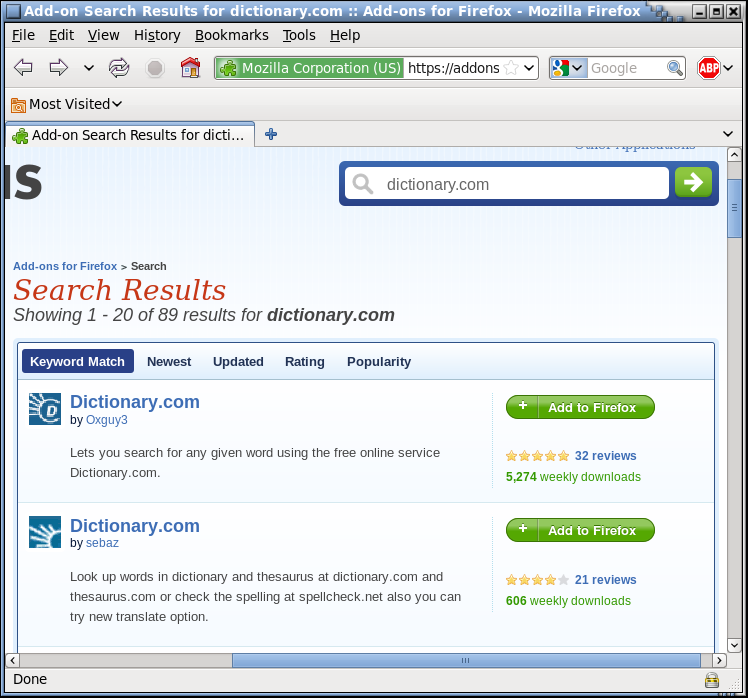 Add-on Search Results for dictionary.com :: Add-ons for Firefox - Mozilla Firefox
File Edit View History Bookmarks Tools Help
Mozilla Corporation (US) https://addons Google ABP
Most Visited
Add-on Search Results for dicti...
Other Applications
dictionary.com
Add-ons for Firefox > Search
Search Results
Showing 1 - 20 of 89 results for dictionary.com
Keyword Match Newest Updated Rating Popularity
Dictionary.com
by Oxguy3
Lets you search for any given word using the free online service
Dictionary.com.
+ Add to Firefox
32 reviews
5,274 weekly downloads
Dictionary.com
by sebaz
Look up words in dictionary and thesaurus at dictionary.com and
thesaurus.com or check the spelling at spellcheck.net also you can
try new translate option.
+ Add to Firefox
21 reviews
606 weekly downloads
Done